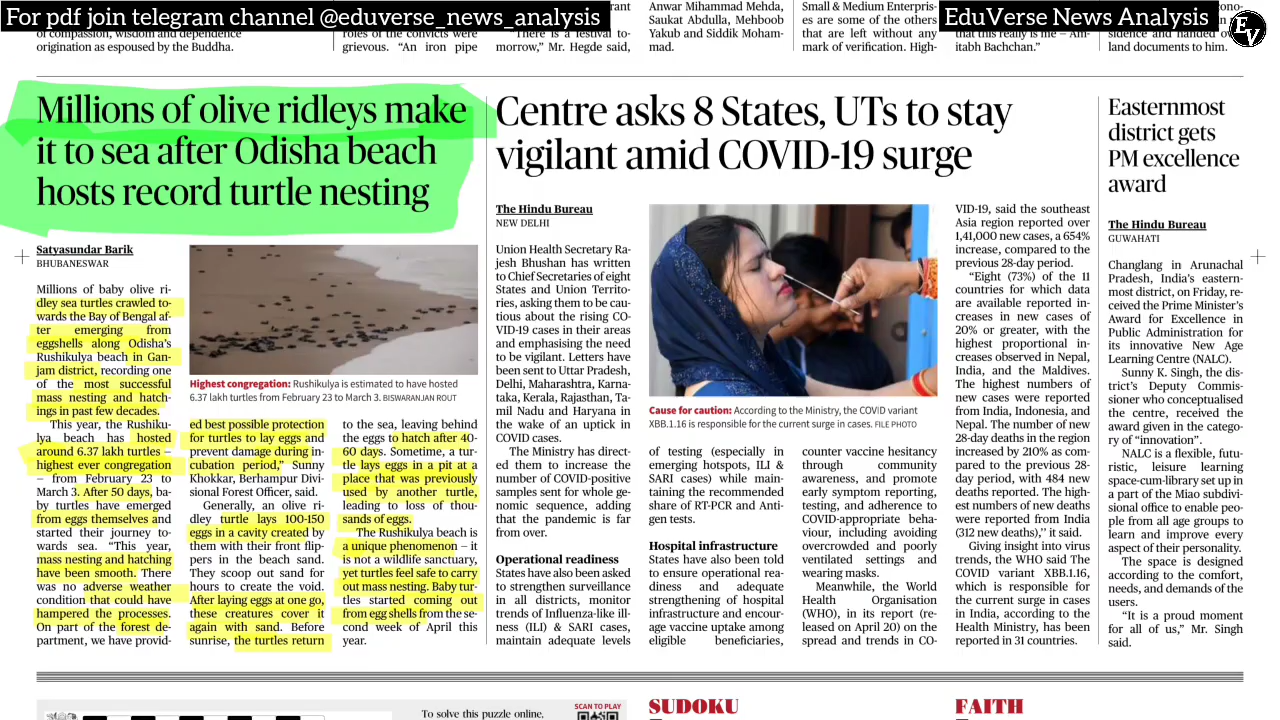 For pdf join telegram channel @eduverse_news_analysis
EduVerse News Analysis
EV
of compassion, wisdom and dependence
origination as espoused by the Buddha.
roles of the convicts were
grievous. “An iron pipe
There is a festival to-
morrow,” Mr. Hegde said,
Anwar Mihammad Mehda,
Saukat Abdulla, Mehboob
Yakub and Siddik Moham-
mad.
Small & Medium Enterpris-
es are some of the others
that are left without any
mark of verification. High-
that this really is me — Am-
itabh Bachchan.”
sidence and handed over
land documents to him.
Millions of olive ridleys make
it to sea after Odisha beach
hosts record turtle nesting
Satyasundar Barik
BHUBANESWAR
Millions of baby olive ri-
dley sea turtles crawled to-
wards the Bay of Bengal af-
ter emerging from
eggshells along Odisha’s
Rushikulya beach in Gan-
jam district, recording one
of the most successful
mass nesting and hatch-
ings in past few decades.
This year, the Rushiku-
lya beach has hosted
around 6.37 lakh turtles —
highest ever congregation
— from February 23 to
March 3. After 50 days, ba-
by turtles have emerged
from eggs themselves and
started their journey to-
wards sea. “This year,
mass nesting and hatching
have been smooth. There
was no adverse weather
condition that could have
hampered the processes.
On part of the forest de-
partment, we have provid-
Highest congregation: Rushikulya is estimated to have hosted
6.37 lakh turtles from February 23 to March 3. BISWARANJAN ROUT
ed best possible protection
for turtles to lay eggs and
prevent damage during in-
cubation period,” Sunny
Khokkar, Berhampur Divi-
sional Forest Officer, said.
Generally, an olive ri-
dley turtle lays 100-150
eggs in a cavity created by
them with their front flip-
pers in the beach sand.
They scoop out sand for
hours to create the void.
After laying eggs at one go,
these creatures cover it
again with sand. Before
sunrise, the turtles return
to the sea, leaving behind
the eggs to hatch after 40-
60 days. Sometime, a tur-
tle lays eggs in a pit at a
place that was previously
used by another turtle,
leading to loss of thou-
sands of eggs.
The Rushikulya beach is
a unique phenomenon — it
is not a wildlife sanctuary,
yet turtles feel safe to carry
out mass nesting. Baby tur-
tles started coming out
from egg shells from the se-
cond week of April this
year.
Centre asks 8 States, UTs to stay
vigilant amid COVID-19 surge
The Hindu Bureau
NEW DELHI
Union Health Secretary Ra-
jesh Bhushan has written
to Chief Secretaries of eight
States and Union Territo-
ries, asking them to be cau-
tious about the rising CO-
VID-19 cases in their areas
and emphasising the need
to be vigilant. Letters have
been sent to Uttar Pradesh,
Delhi, Maharashtra, Karna-
taka, Kerala, Rajasthan, Ta-
mil Nadu and Haryana in
the wake of an uptick in
COVID cases.
The Ministry has direct-
ed them to increase the
number of COVID-positive
samples sent for whole ge-
nomic sequence, adding
that the pandemic is far
from over.
Operational readiness
States have also been asked
to strengthen surveillance
in all districts, monitor
trends of Influenza-like ill-
ness (ILI) & SARI cases,
maintain adequate levels
Cause for caution: According to the Ministry, the COVID variant
XBB.1.16 is responsible for the current surge in cases. FILE PHOTO
of testing (especially in
emerging hotspots, ILI &
SARI cases) while main-
taining the recommended
share of RT-PCR and Anti-
gen tests.
Hospital infrastructure
States have also been told
to ensure operational rea-
diness and adequate
strengthening of hospital
infrastructure and encour-
age vaccine uptake among
eligible beneficiaries,
counter vaccine hesitancy
through community
awareness, and promote
early symptom reporting,
testing, and adherence to
COVID-appropriate beha-
viour, including avoiding
overcrowded and poorly
ventilated settings and
wearing masks.
Meanwhile, the World
Health Organisation
(WHO), in its report (re-
leased on April 20) on the
spread and trends in CO-
VID-19, said the southeast
Asia region reported over
1,41,000 new cases, a 654%
increase, compared to the
previous 28-day period.
“Eight (73%) of the 11
countries for which data
are available reported in-
creases in new cases of
20% or greater, with the
highest proportional in-
creases observed in Nepal,
India, and the Maldives.
The highest numbers of
new cases were reported
from India, Indonesia, and
Nepal. The number of new
28-day deaths in the region
increased by 210% as com-
pared to the previous 28-
day period, with 484 new
deaths reported. The high-
est numbers of new deaths
were reported from India
(312 new deaths),’’ it said.
Giving insight into virus
trends, the WHO said The
COVID variant XBB.1.16,
which is responsible for
the current surge in cases
in India, according to the
Health Ministry, has been
reported in 31 countries.
Easternmost
district gets
PM excellence
award
The Hindu Bureau
GUWAHATI
Changlang in Arunachal
Pradesh, India’s eastern-
most district, on Friday, re-
ceived the Prime Minister’s
Award for Excellence in
Public Administration for
its innovative New Age
Learning Centre (NALC).
Sunny K. Singh, the dis-
trict’s Deputy Commis-
sioner who conceptualised
the centre, received the
award given in the catego-
ry of “innovation”.
NALC is a flexible, futu-
ristic, leisure learning
space-cum-library set up in
a part of the Miao subdivi-
sional office to enable peo-
ple from all age groups to
learn and improve every
aspect of their personality.
The space is designed
according to the comfort,
needs, and demands of the
users.
“It is a proud moment
for all of us,” Mr. Singh
said.
To solve this puzzle online,
SCAN TO PLAY
SUDOKU
FAITH